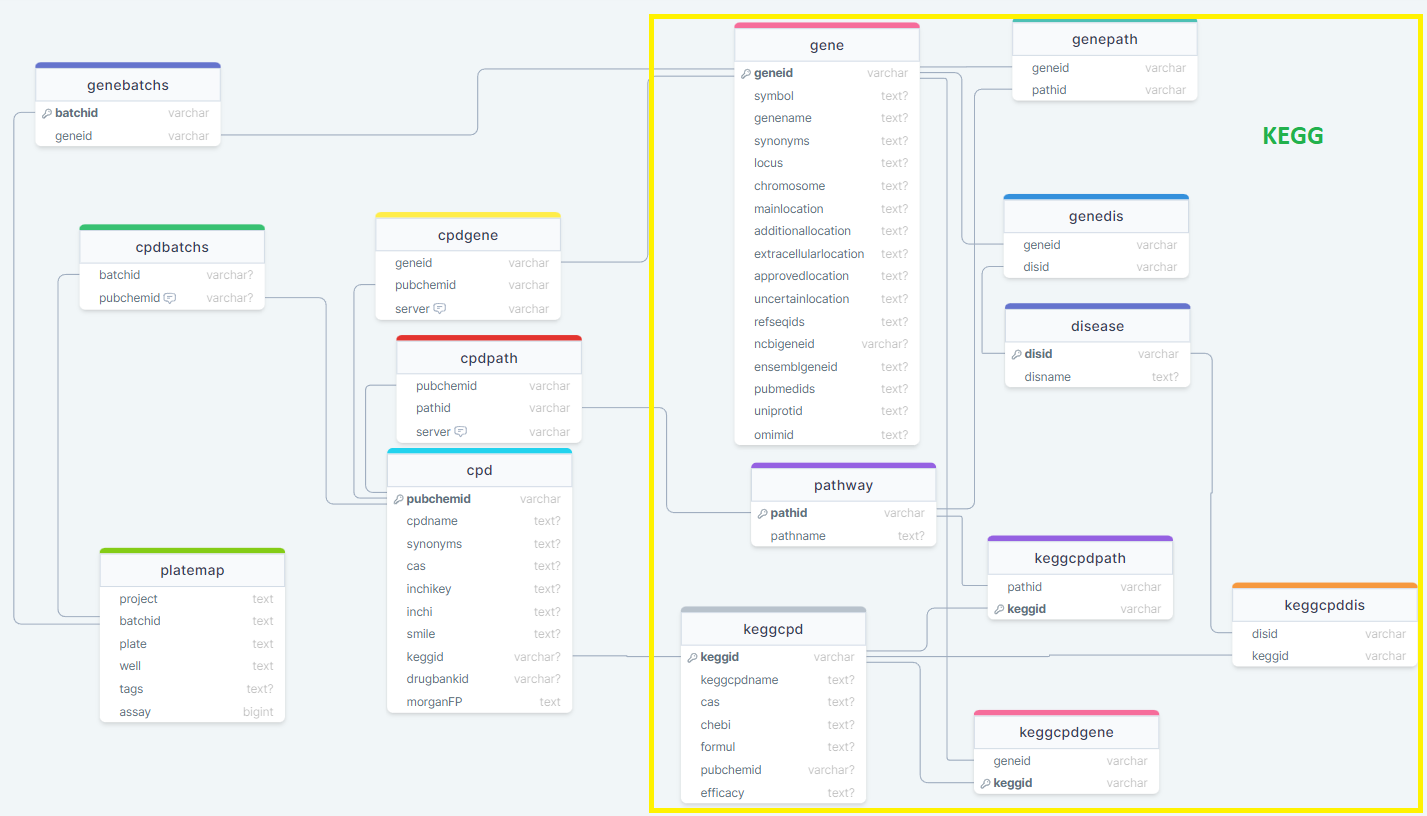 genebatchs
batchid varchar
geneid varchar
cpdbatchs
batchid varchar?
pubchemid varchar?
platemap
project text
batchid text
plate text
well text
tags text?
assay bigint
cpdgene
geneid varchar
pubchemid varchar
server varchar
cpdpath
pubchemid varchar
pathid varchar
server varchar
cpd
pubchemid varchar
cpdname text?
synonyms text?
cas text?
inchikey text?
inchi text?
smile text?
keggid varchar?
drugbankid varchar?
morganFP text
gene
geneid varchar
symbol text?
genename text?
synonyms text?
locus text?
chromosome text?
mainlocation text?
additionallocation text?
extracellularlocation text?
approvedlocation text?
uncertainlocation text?
refseqids text?
ncbigeneid varchar?
ensemblgeneid text?
pubmedids text?
uniprotid text?
omimid text?
pathway
pathid varchar
pathname text?
keggcpd
keggid varchar
keggcpdname text?
cas text?
chebi text?
formul text?
pubchemid varchar?
efficacy text?
genepath
geneid varchar
pathid varchar
KEGG
genedis
geneid varchar
disid varchar
disease
disid varchar
disname text?
keggcpdpath
pathid varchar
keggid varchar
keggcpddis
disid varchar
keggid varchar
keggcpdgene
geneid varchar
keggid varchar